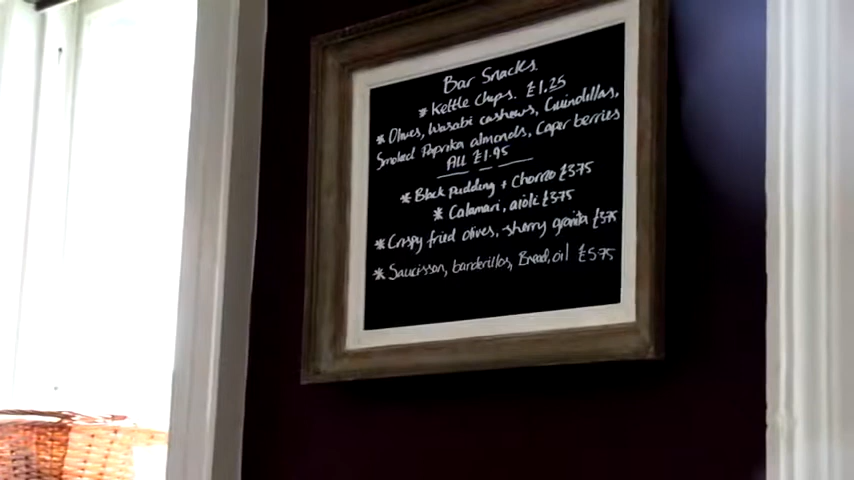 Bar Snacks
* Kettle Chips. £1.25
* Olives, Wasabi cashews, Guindillas,
Smoked Paprika almonds, Caper berries
All £1.95
* Black Pudding + Chorizo £3.75
* Calamari, aioli £3.75
* Crispy fried olives, sherry granita £3.75
* Saucisson, banderillas, Bread, oil £5.75